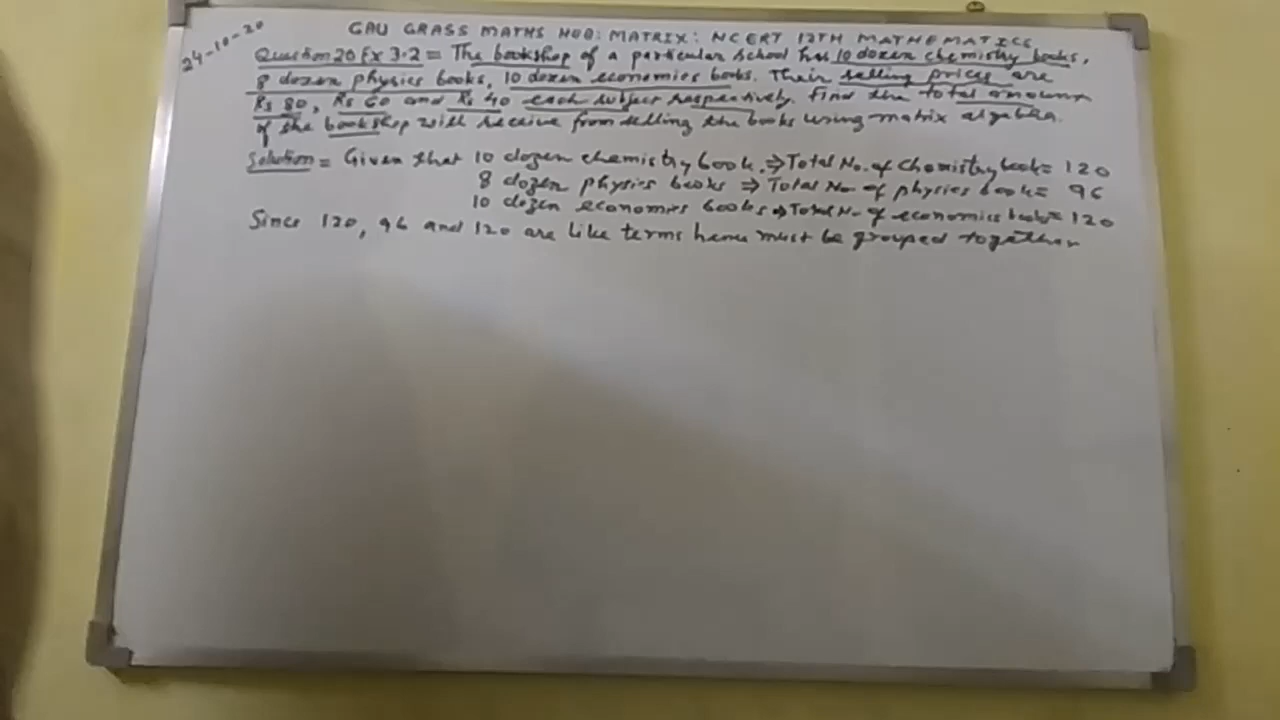 24-10-20
GAU GRASS MATHS HUB: MATRIX: NCERT 12TH MATHEMATICS
Question 20 Ex 3.2 = The bookshop of a particular school has 10 dozen chemistry books,
8 dozen physics books, 10 dozen economics books. Their selling prices are
Rs 80, Rs 60 and Rs 40 each subject respectively. Find the total amount
of the bookshop will receive from selling the books using matrix algebra.
Solution = Given that 10 dozen chemistry book. ⇒ Total No. of Chemistry book = 120
8 dozen physics books ⇒ Total No of physics book = 96
10 dozen economics books ⇒ Total No of economics book = 120
Since 120, 96 and 120 are like terms hence must be grouped together